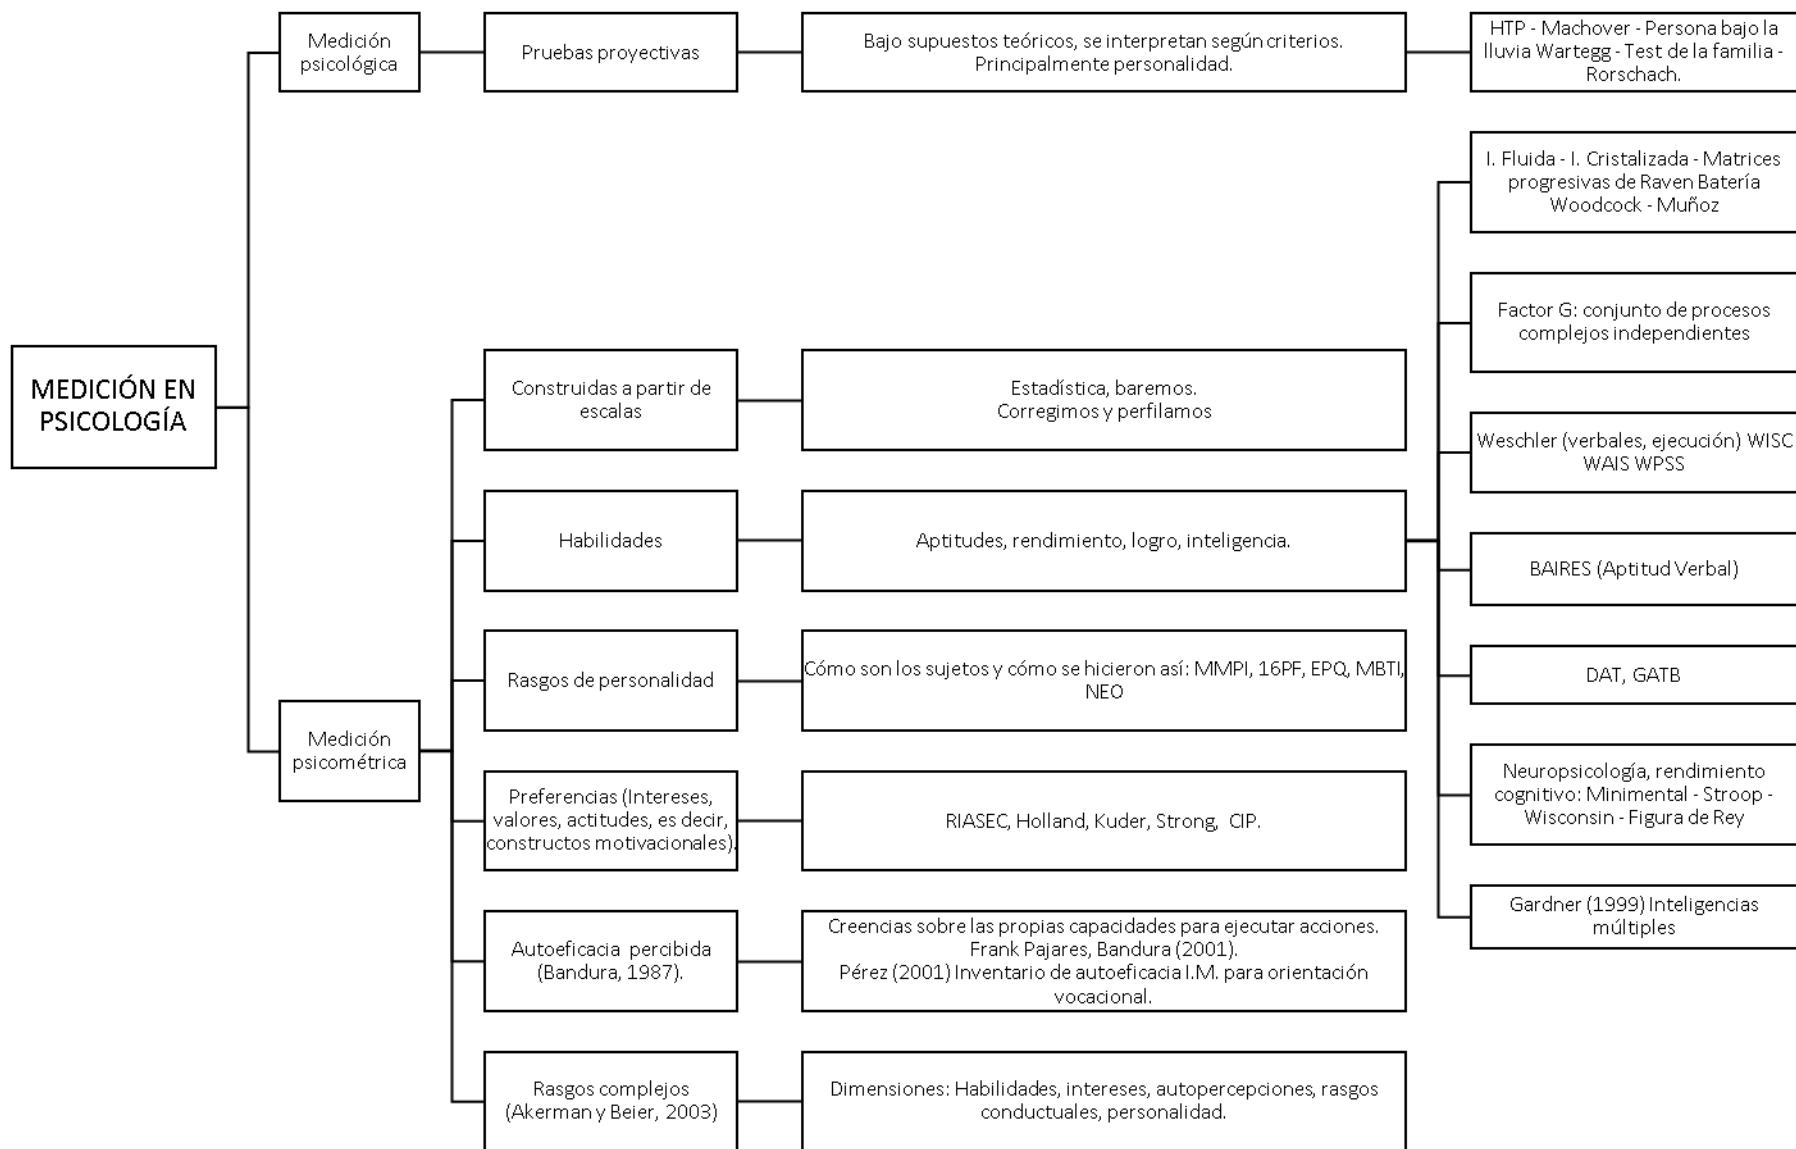 MEDICIÓN EN
PSICOLOGÍA
Medición
psicológica
Pruebas proyectivas
Bajo supuestos teóricos, se interpretan según criterios.
Principalmente personalidad.
HTP - Machover - Persona bajo la
lluvia Wartegg - Test de la familia -
Rorschach.
Medición
psicométrica
Construidas a partir de
escalas
Estadística, baremos.
Corregimos y perfilamos
Habilidades
Aptitudes, rendimiento, logro, inteligencia.
I. Fluida - I. Cristalizada - Matrices
progresivas de Raven Batería
Woodcock - Muñoz
Factor G: conjunto de procesos
complejos independientes
Weschler (verbales, ejecución) WISC
WAIS WPSS
BAIRES (Aptitud Verbal)
DAT, GATB
Neuropsicología, rendimiento
cognitivo: Minimental - Stroop -
Wisconsin - Figura de Rey
Gardner (1999) Inteligencias
múltiples
Rasgos de personalidad
Cómo son los sujetos y cómo se hicieron así: MMPI, 16PF, EPQ, MBTI,
NEO
Preferencias (Intereses,
valores, actitudes, es decir,
constructos motivacionales).
RIASEC, Holland, Kuder, Strong, CIP.
Autoeficacia percibida
(Bandura, 1987).
Creencias sobre las propias capacidades para ejecutar acciones.
Frank Pajares, Bandura (2001).
Pérez (2001) Inventario de autoeficacia I.M. para orientación
vocacional.
Rasgos complejos
(Akerman y Beier, 2003)
Dimensiones: Habilidades, intereses, autopercepciones, rasgos
conductuales, personalidad.